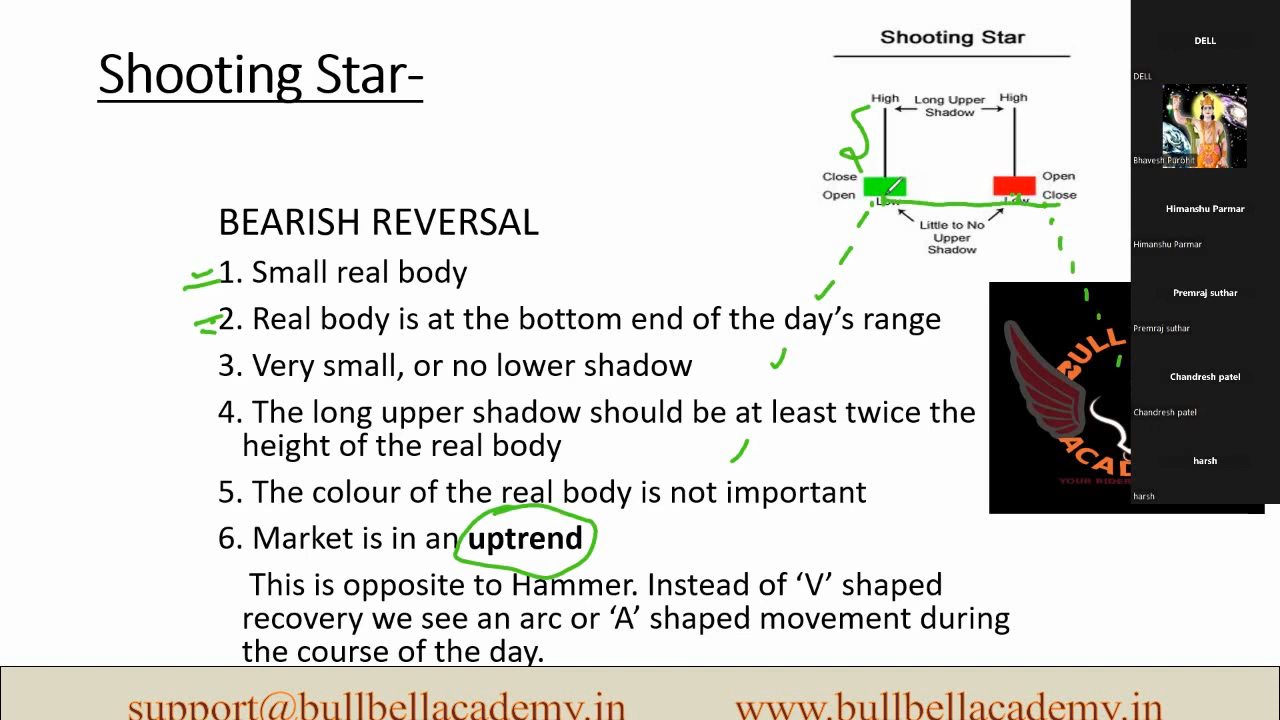 Shooting Star-
BEARISH REVERSAL
1. Small real body
2. Real body is at the bottom end of the day’s range
3. Very small, or no lower shadow
4. The long upper shadow should be at least twice the
height of the real body
5. The colour of the real body is not important
6. Market is in an uptrend
This is opposite to Hammer. Instead of ‘V’ shaped
recovery we see an arc or ‘A’ shaped movement during
the course of the day.
Shooting Star
High
Long Upper
Shadow
High
Close
Open
Low
Open
Close
Low
Little to No
Upper
Shadow
BULL
ACAD
YOUR RIDER
DELL
DELL
Bhavesh Purohit
Himanshu Parmar
Himanshu Parmar
Premraj suthar
Premraj suthar
Chandresh patel
Chandresh patel
harsh
harsh
support@bullbellacademy.in
www.bullbellacademy.in